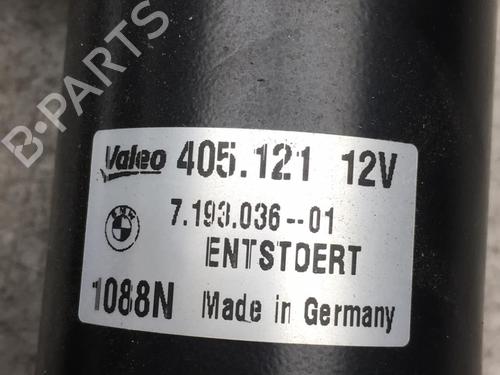 Valeo 405.121 12V
7.193.036--01
ENTSTOERT
1088N Made in Germany
B-PARTS